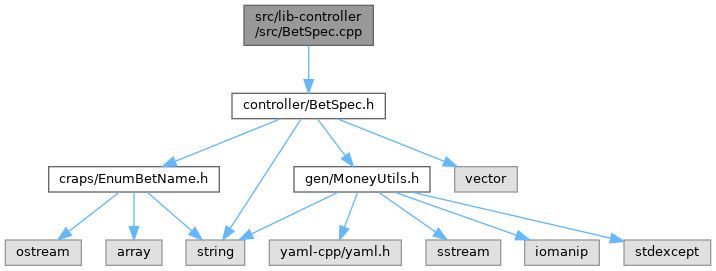 src/lib-controller
/src/BetSpec.cpp
controller/BetSpec.h
craps/EnumBetName.h
gen/MoneyUtils.h
vector
ostream
array
string
yaml-cpp/yaml.h
sstream
iomanip
stdexcept